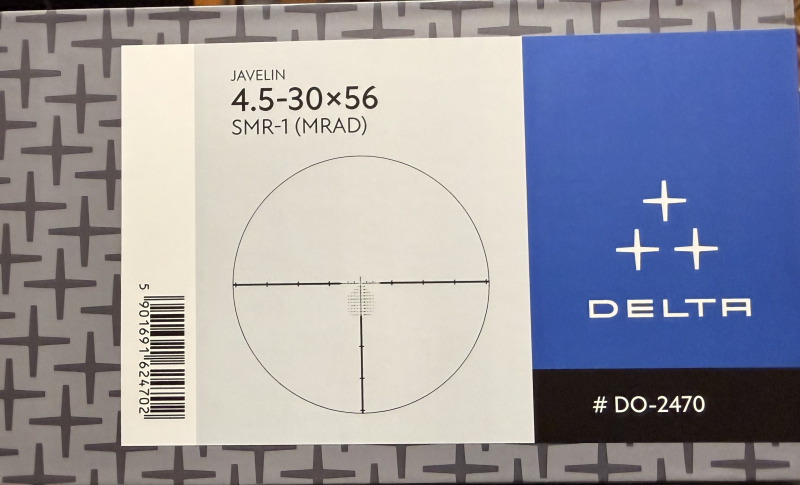 JAVELIN
4.5-30×56
SMR-1 (MRAD)
5 901691 624702
DELTA
# DO-2470